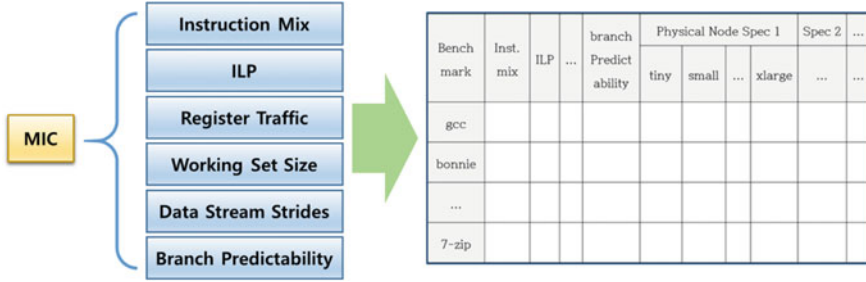 MIC
Instruction Mix
ILP
Register Traffic
Working Set Size
Data Stream Strides
Branch Predictability
Bench
mark
Inst.
mix
ILP
...
branch
Predict
ability
Physical Node Spec 1
Spec 2
...
tiny
small
...
xlarge
...
...
gcc
bonnie
...
7-zip